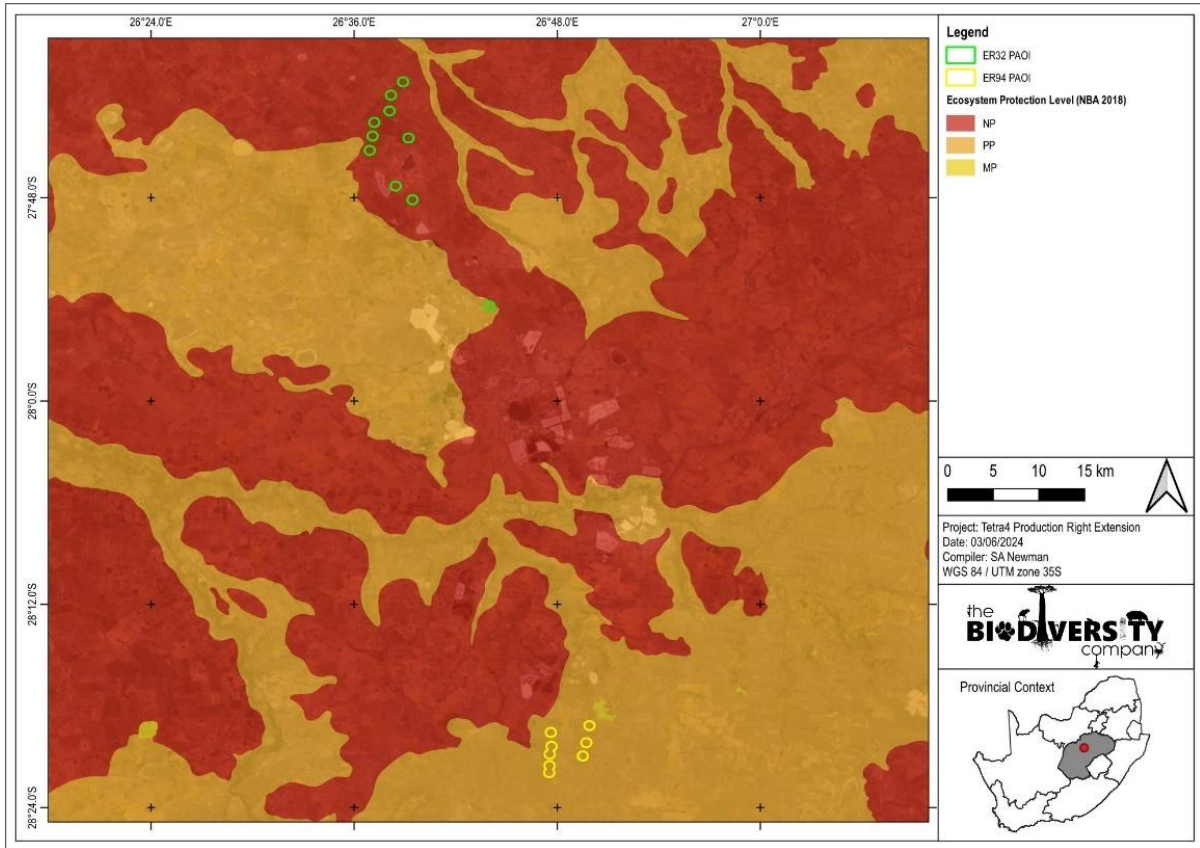 26°24.0'E 26°36.0'E 26°48.0'E 27°0.0'E
27°48.0'S
28°0.0'S
28°12.0'S
28°24.0'S
Legend
ER32 PAOI
ER94 PAOI
Ecosystem Protection Level (NBA 2018)
NP
PP
MP
0 5 10 15 km
Project: Tetra4 Production Right Extension
Date: 03/06/2024
Compiler: SA Newman
WGS 84 / UTM zone 35S
the
BIODIVERSITY
company
Provincial Context